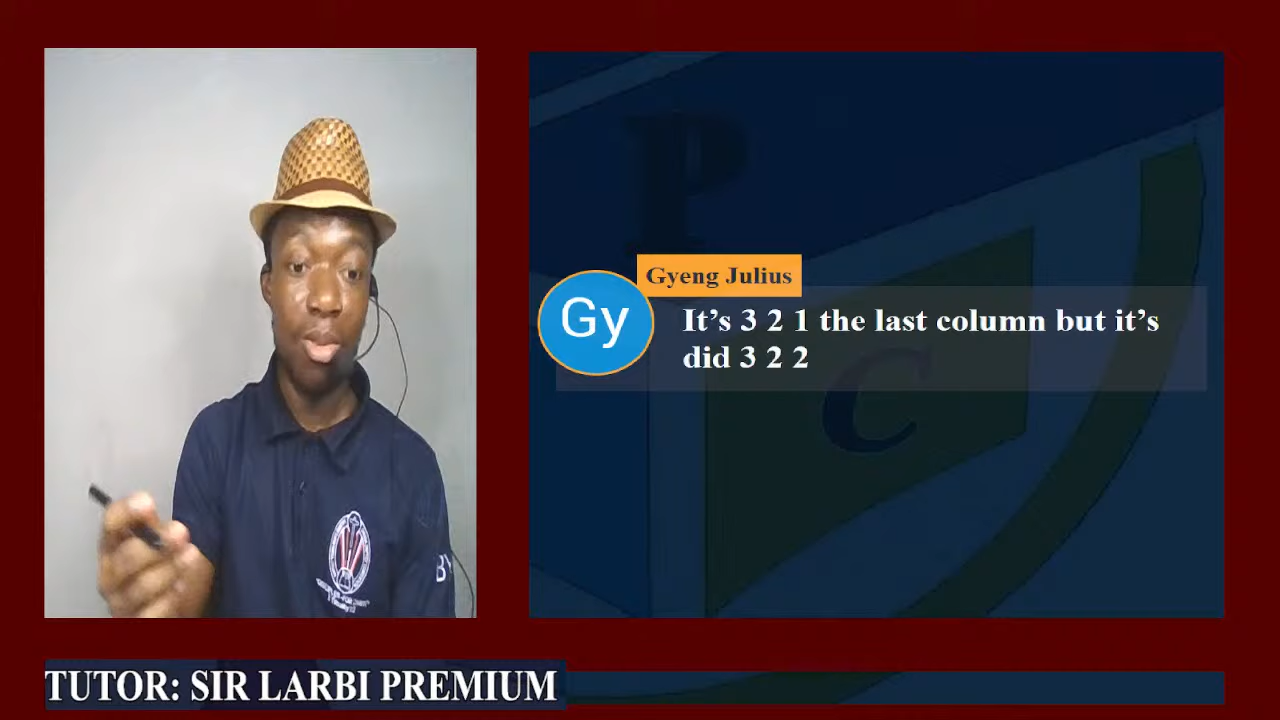 P
Gyeng Julius
Gy
It's 3 2 1 the last column but it's
did 3 2 2
C
BY
TUTOR: SIR LARBI PREMIUM